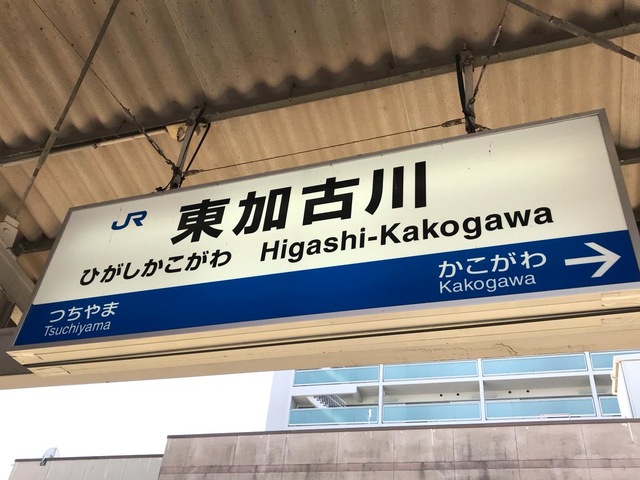 JR 東加古川
ひがしかこがわ Higashi-Kakogawa
つちやま
Tsuchiyama
かこがわ →
Kakogawa